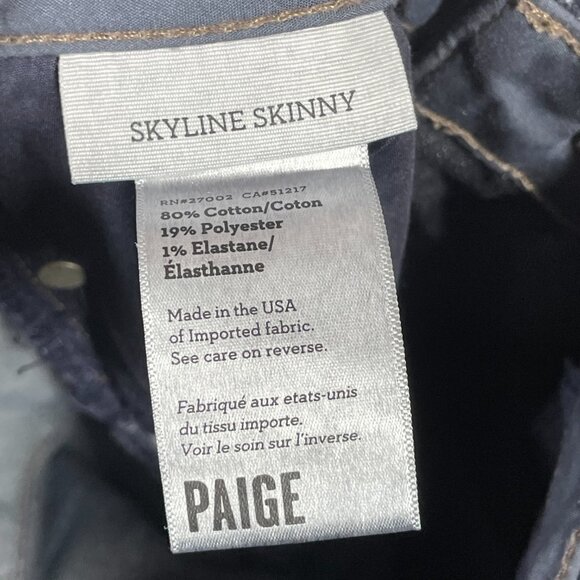 SKYLINE SKINNY
RN#27002 CA#51217
80% Cotton/Coton
19% Polyester
1% Elastane/
Élasthanne
Made in the USA
of Imported fabric.
See care on reverse.
Fabriqué aux etats-unis
du tissu importe.
Voir le soin sur l'inverse.
PAIGE